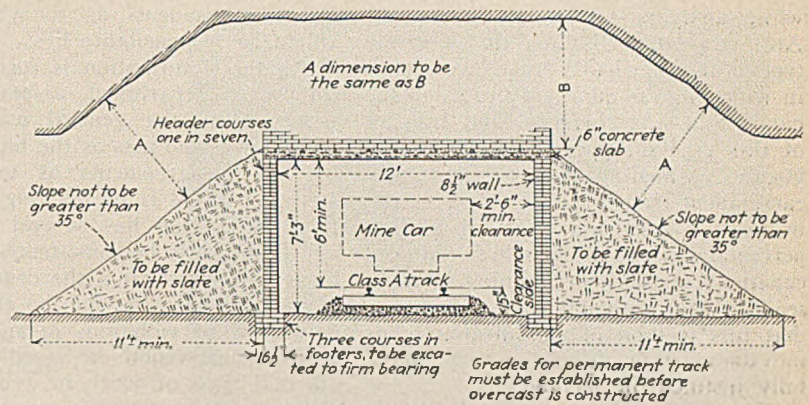 A dimension to be
the same as B
B
Header courses
one in seven
6" concrete
slab
A
A
12'
8½" wall
2'-6"
min.
clearance
Slope not to be
greater than
35°
7'-3"
6' min.
Mine Car
Slope not to be
greater than
35°
To be filled
with slate
Class A track
15"
Clearance
side
To be filled
with slate
11'± min.
16½
Three courses in
footers, to be exca-
ted to firm bearing
11'± min.
Grades for permanent track
must be established before
overcast is constructed